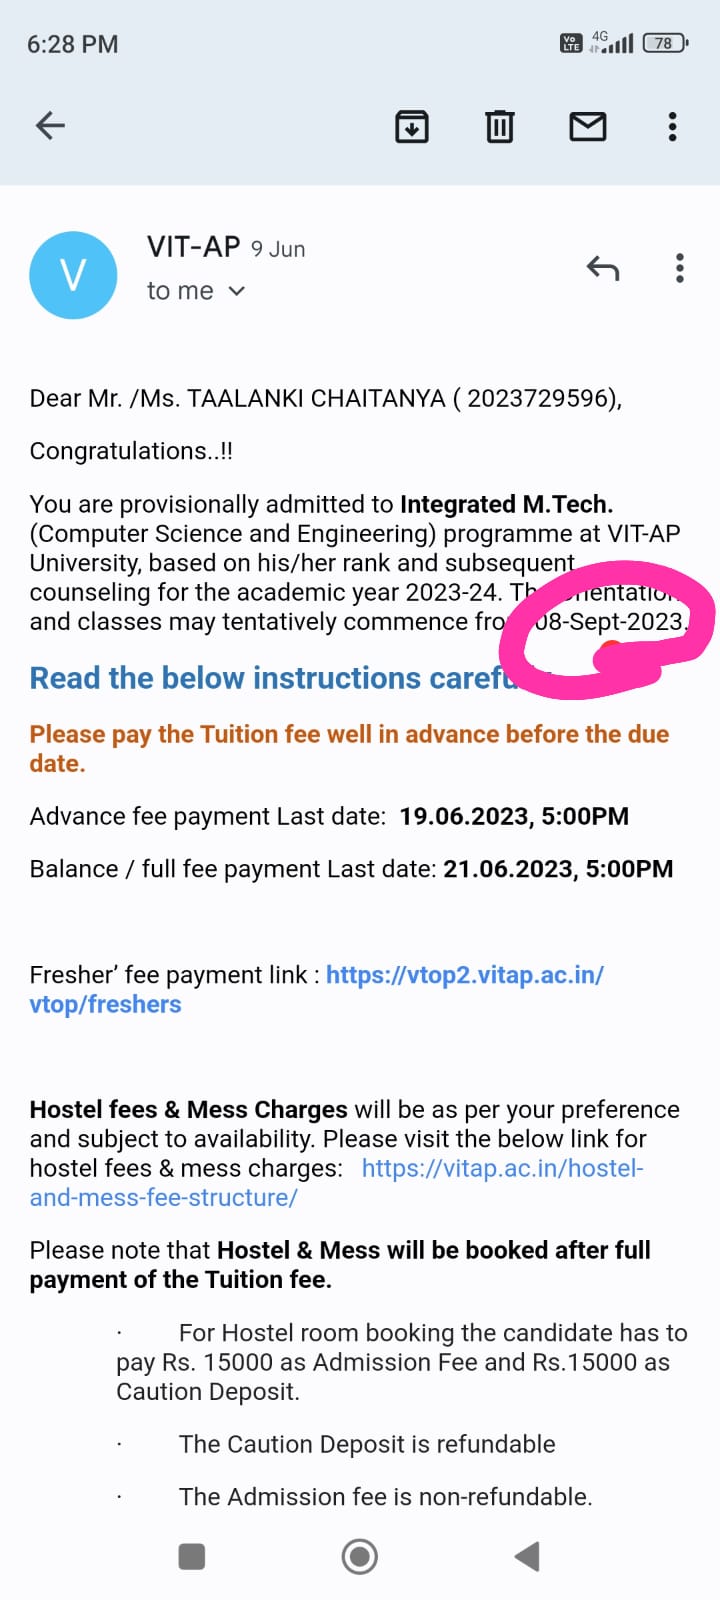 6:28 PM
Vo LTE 4G 78
V
VIT-AP 9 Jun
to me
Dear Mr. /Ms. TAALANKI CHAITANYA ( 2023729596),
Congratulations..!!
You are provisionally admitted to Integrated M.Tech.
(Computer Science and Engineering) programme at VIT-AP
University, based on his/her rank and subsequent
counseling for the academic year 2023-24.
and classes may tentatively commence 08-Sept-2023.
Read the below instructions
Please pay the Tuition fee well in advance before the due
date.
Advance fee payment Last date: 19.06.2023, 5:00PM
Balance / full fee payment Last date: 21.06.2023, 5:00PM
Fresher’ fee payment link : https://vtop2.vitap.ac.in/
vtop/freshers
Hostel fees & Mess Charges will be as per your preference
and subject to availability. Please visit the below link for
hostel fees & mess charges: https://vitap.ac.in/hostel-
and-mess-fee-structure/
Please note that Hostel & Mess will be booked after full
payment of the Tuition fee.
· For Hostel room booking the candidate has to
pay Rs. 15000 as Admission Fee and Rs.15000 as
Caution Deposit.
· The Caution Deposit is refundable
· The Admission fee is non-refundable.